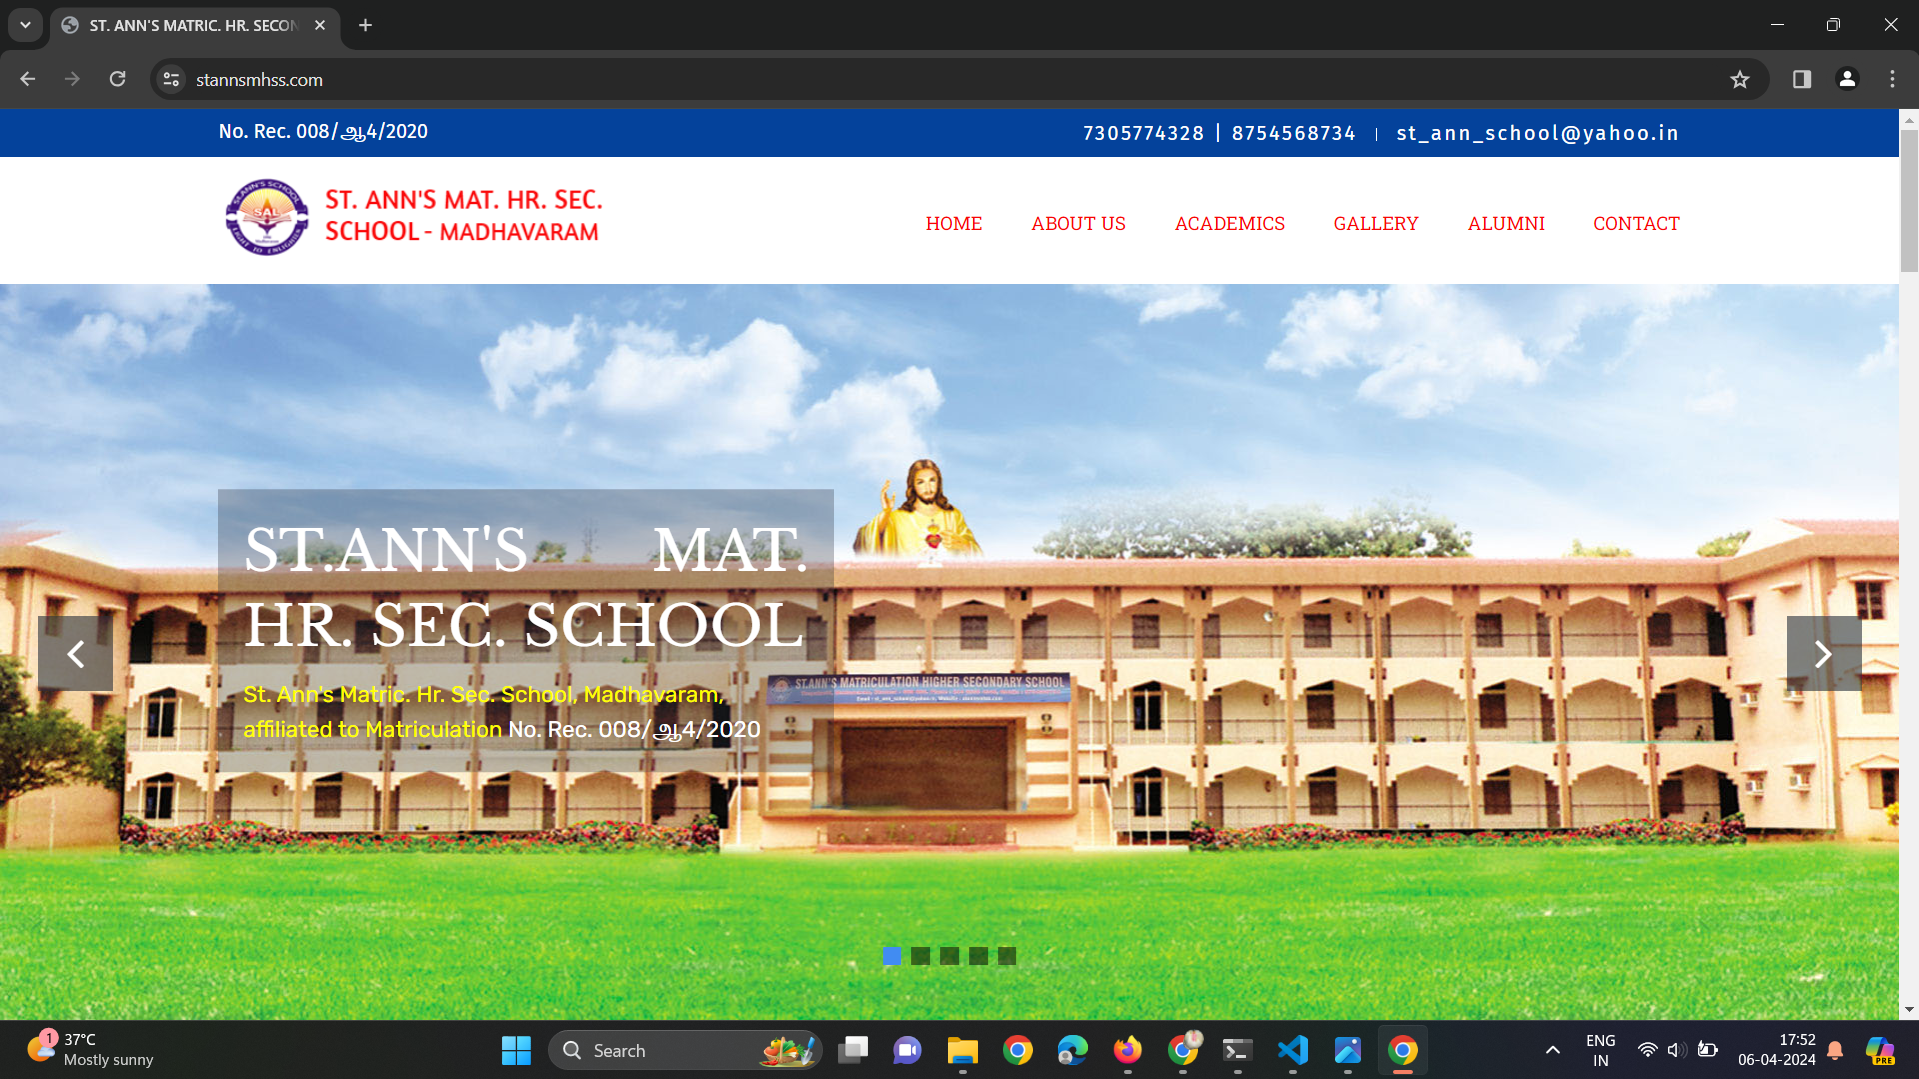 ST. ANN'S MATRIC. HR. SECON
stannsmhss.com
No. Rec. 008/ஆ4/2020
7305774328 | 8754568734 | st_ann_school@yahoo.in
ST. ANN'S MAT. HR. SEC.
SCHOOL - MADHAVARAM
HOME ABOUT US ACADEMICS GALLERY ALUMNI CONTACT
ST.ANN'S MAT.
HR. SEC. SCHOOL
St. Ann's Matric. Hr. Sec. School, Madhavaram,
affiliated to Matriculation No. Rec. 008/ஆ4/2020
ST.ANN'S MATRICULATION HIGHER SECONDARY SCHOOL
1
37°C
Mostly sunny
Search
ENG
IN
17:52
06-04-2024
PRE